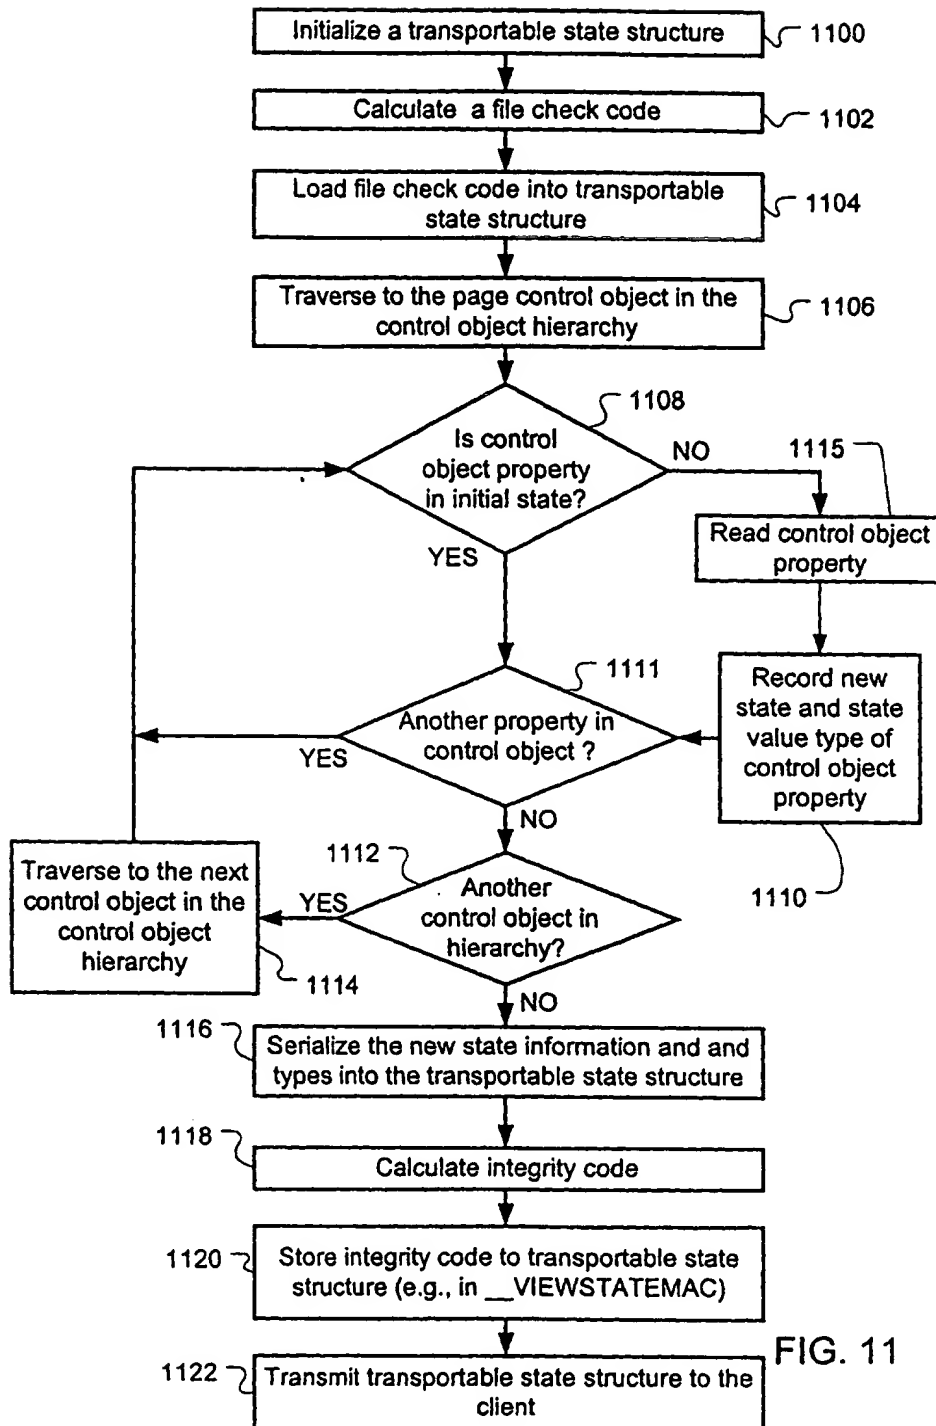 Initialize a transportable state structure
1100
Calculate a file check code
1102
Load file check code into transportable
state structure
1104
Traverse to the page control object in the
control object hierarchy
1106
1108
Is control
object property
in initial state?
NO
YES
1115
Read control object
property
1111
Another property in
control object ?
YES
NO
Record new
state and state
value type of
control object
property
1110
1112
Another
control object in
hierarchy?
YES
NO
Traverse to the next
control object in the
control object
hierarchy
1114
1116
Serialize the new state information and and
types into the transportable state structure
1118
Calculate integrity code
1120
Store integrity code to transportable state
structure (e.g., in __VIEWSTATEMAC)
1122
Transmit transportable state structure to the
client
FIG. 11